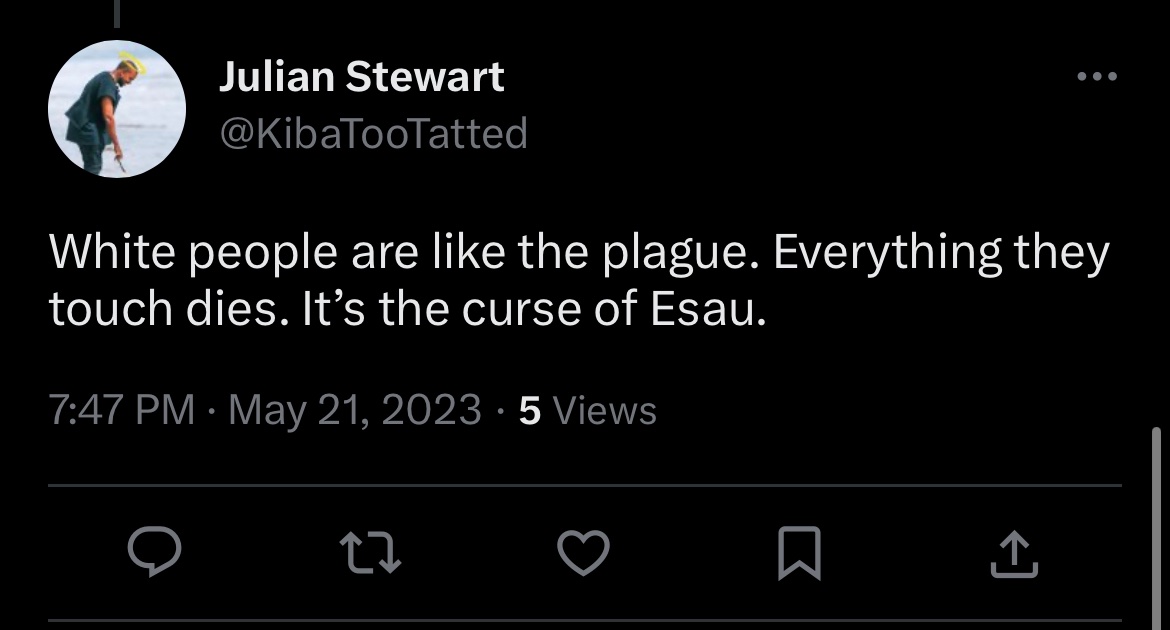 Julian Stewart
@KibaTooTatted
White people are like the plague. Everything they
touch dies. It’s the curse of Esau.
7:47 PM · May 21, 2023 · 5 Views